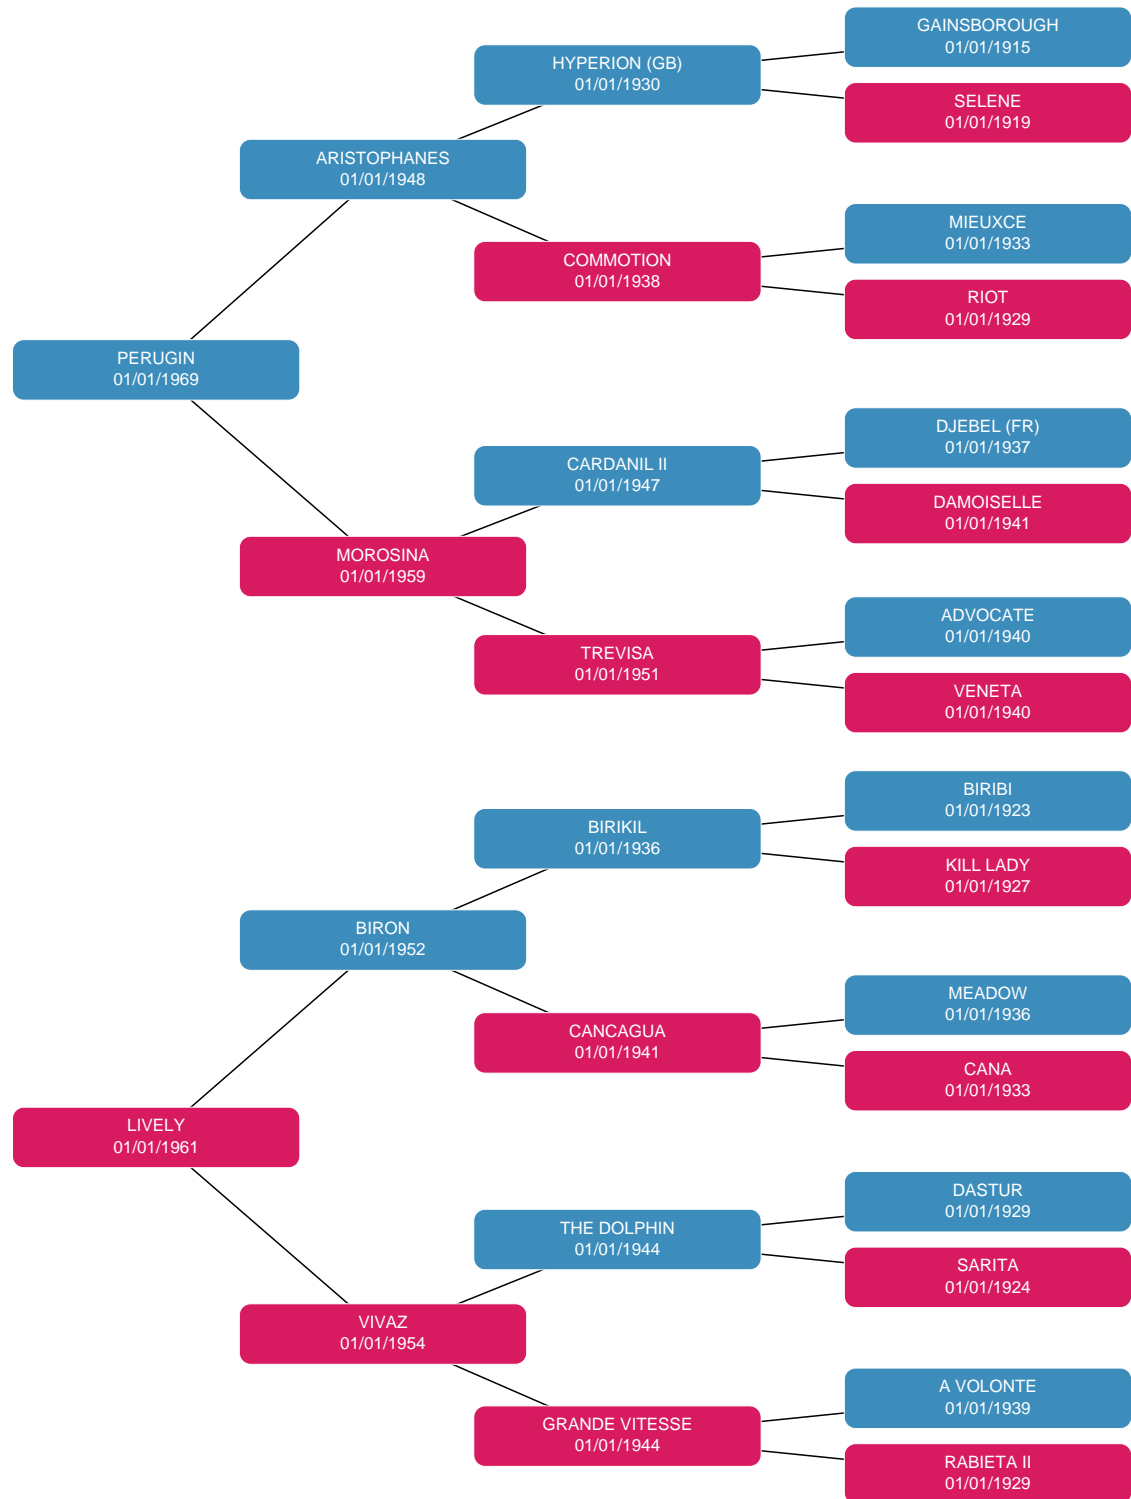 GAINSBOROUGH
01/01/1915
HYPERION (GB)
01/01/1930
SELENE
01/01/1919
ARISTOPHANES
01/01/1948
MIEUXCE
01/01/1933
COMMOTION
01/01/1938
RIOT
01/01/1929
PERUGIN
01/01/1969
DJEBEL (FR)
01/01/1937
CARDANIL II
01/01/1947
DAMOISELLE
01/01/1941
MOROSINA
01/01/1959
ADVOCATE
01/01/1940
TREVISA
01/01/1951
VENETA
01/01/1940
BIRIBI
01/01/1923
BIRIKIL
01/01/1936
KILL LADY
01/01/1927
BIRON
01/01/1952
MEADOW
01/01/1936
CANCAGUA
01/01/1941
CANA
01/01/1933
LIVELY
01/01/1961
DASTUR
01/01/1929
THE DOLPHIN
01/01/1944
SARITA
01/01/1924
VIVAZ
01/01/1954
A VOLONTE
01/01/1939
GRANDE VITESSE
01/01/1944
RABIETA II
01/01/1929